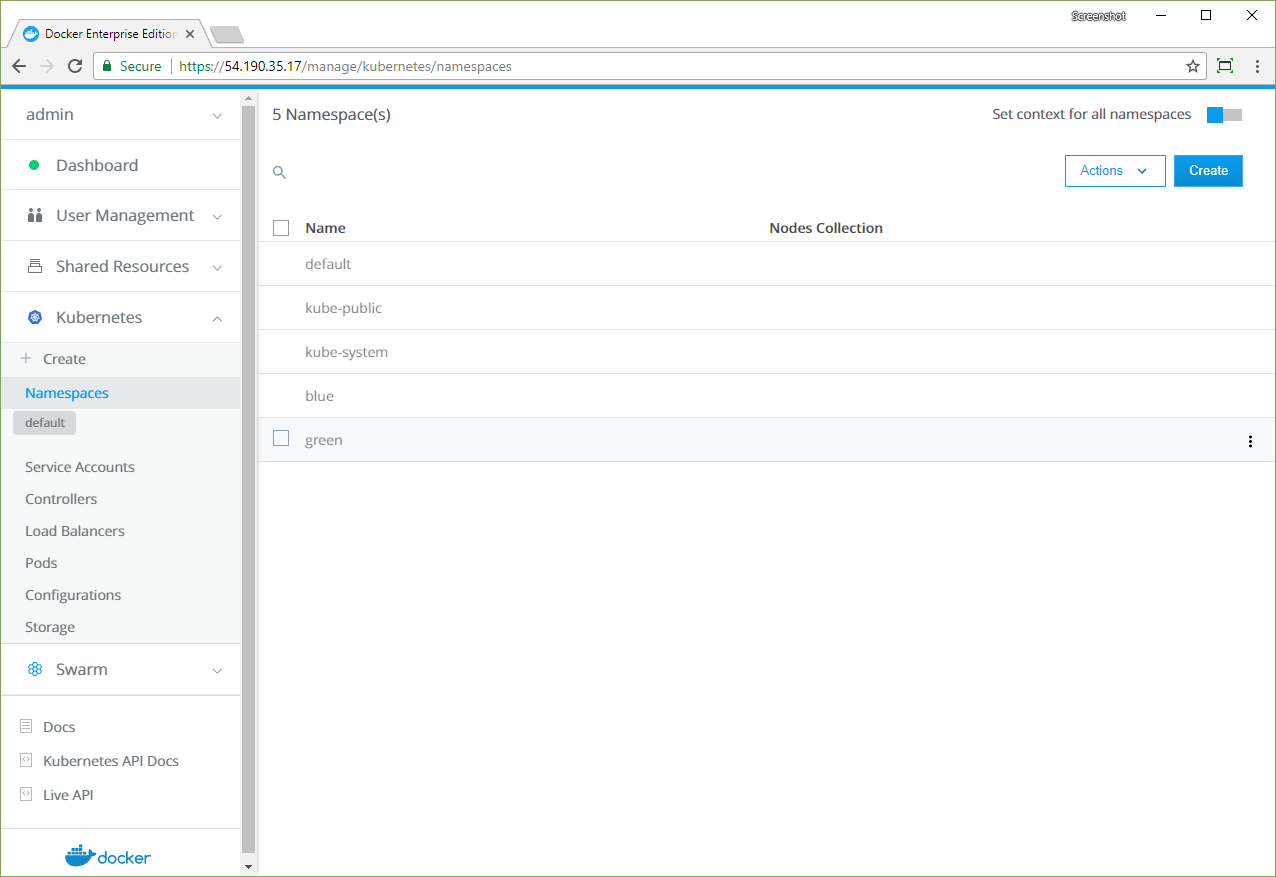 Screenshot
Docker Enterprise Edition
Secure https://54.190.35.17/manage/kubernetes/namespaces
admin
Dashboard
User Management
Shared Resources
Kubernetes
Create
Namespaces
default
Service Accounts
Controllers
Load Balancers
Pods
Configurations
Storage
Swarm
Docs
Kubernetes API Docs
Live API
docker
5 Namespace(s)
Set context for all namespaces
Actions
Create
Name Nodes Collection
default
kube-public
kube-system
blue
green